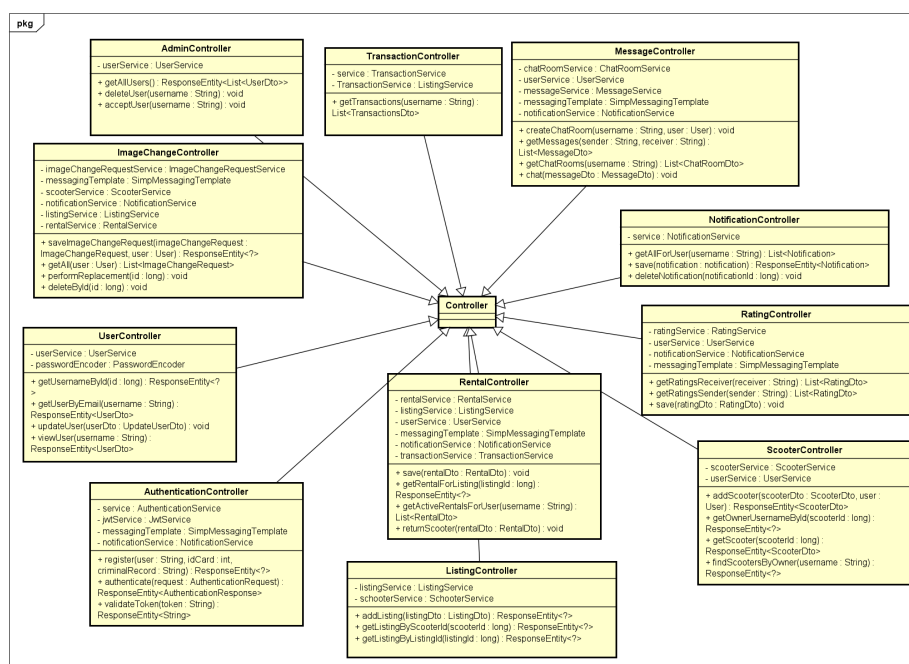 pkg
AdminController
- userService : UserService
+ getAllUsers() : ResponseEntity<List<UserDto>>
+ deleteUser(username : String) : void
+ acceptUser(username : String) : void
TransactionController
- service : TransactionService
- TransactionService : ListingService
+ getTransactions(username : String) :
List<TransactionsDto>
MessageController
- chatRoomService : ChatRoomService
- userService : UserService
- messageService : MessageService
- messagingTemplate : SimpMessagingTemplate
- notificationService : NotificationService
+ createChatRoom(username : String, user : User) : void
+ getMessages(sender : String, receiver : String) :
List<MessageDto>
+ getChatRooms(username : String) : List<ChatRoomDto>
+ chat(messageDto : MessageDto) : void
ImageChangeController
- imageChangeRequestService : ImageChangeRequestService
- messagingTemplate : SimpMessagingTemplate
- scooterService : ScooterService
- notificationService : NotificationService
- listingService : ListingService
- rentalService : RentalService
+ saveImageChangeRequest(imageChangeRequest :
ImageChangeRequest, user : User) : ResponseEntity<?>
+ getAll(user : User) : List<ImageChangeRequest>
+ performReplacement(id : long) : void
+ deleteById(id : long) : void
NotificationController
- service : NotificationService
+ getAllForUser(username : String) : List<Notification>
+ save(notification : notification) : ResponseEntity<Notification>
+ deleteNotification(notificationId : long) : void
Controller
UserController
- userService : UserService
- passwordEncoder : PasswordEncoder
+ getUsernameById(id : long) : ResponseEntity<?
>
+ getUserByEmail(username : String) :
ResponseEntity<UserDto>
+ updateUser(userDto : UpdateUserDto) : void
+ viewUser(username : String) :
ResponseEntity<UserDto>
RatingController
- ratingService : RatingService
- userService : UserService
- notificationService : NotificationService
- messagingTemplate : SimpMessagingTemplate
+ getRatingsReceiver(receiver : String) : List<RatingDto>
+ getRatingsSender(sender : String) : List<RatingDto>
+ save(ratingDto : RatingDto) : void
RentalController
- rentalService : RentalService
- listingService : ListingService
- userService : UserService
- messagingTemplate : SimpMessagingTemplate
- notificationService : NotificationService
- transactionService : TransactionService
+ save(rentalDto : RentalDto) : void
+ getRentalForListing(listingId : long) :
ResponseEntity<?>
+ getActiveRentalsForUser(username : String) :
List<RentalDto>
+ returnScooter(rentalDto : RentalDto) : void
ScooterController
- scooterService : ScooterService
- userService : UserService
+ addScooter(scooterDto : ScooterDto, user :
User) : ResponseEntity<ScooterDto>
+ getOwnerUsernameById(scooterId : long) :
ResponseEntity<?>
+ getScooter(scooterId : long) :
ResponseEntity<ScooterDto>
+ findScootersByOwner(username : String) :
ResponseEntity<?>
AuthenticationController
- service : AuthenticationService
- jwtService : JwtService
- messagingTemplate : SimpMessagingTemplate
- notificationService : NotificationService
+ register(user : String, idCard : int,
criminalRecord : String) : ResponseEntity<?>
+ authenticate(request : AuthenticationRequest) :
ResponseEntity<AuthenticationResponse>
+ validateToken(token : String) :
ResponseEntity<String>
ListingController
- listingService : ListingService
- schooterService : SchooterService
+ addListing(listingDto : ListingDto) : ResponseEntity<?>
+ getListingByScooterId(scooterId : long) : ResponseEntity<?>
+ getListingByListingId(listingId : long) : ResponseEntity<?>